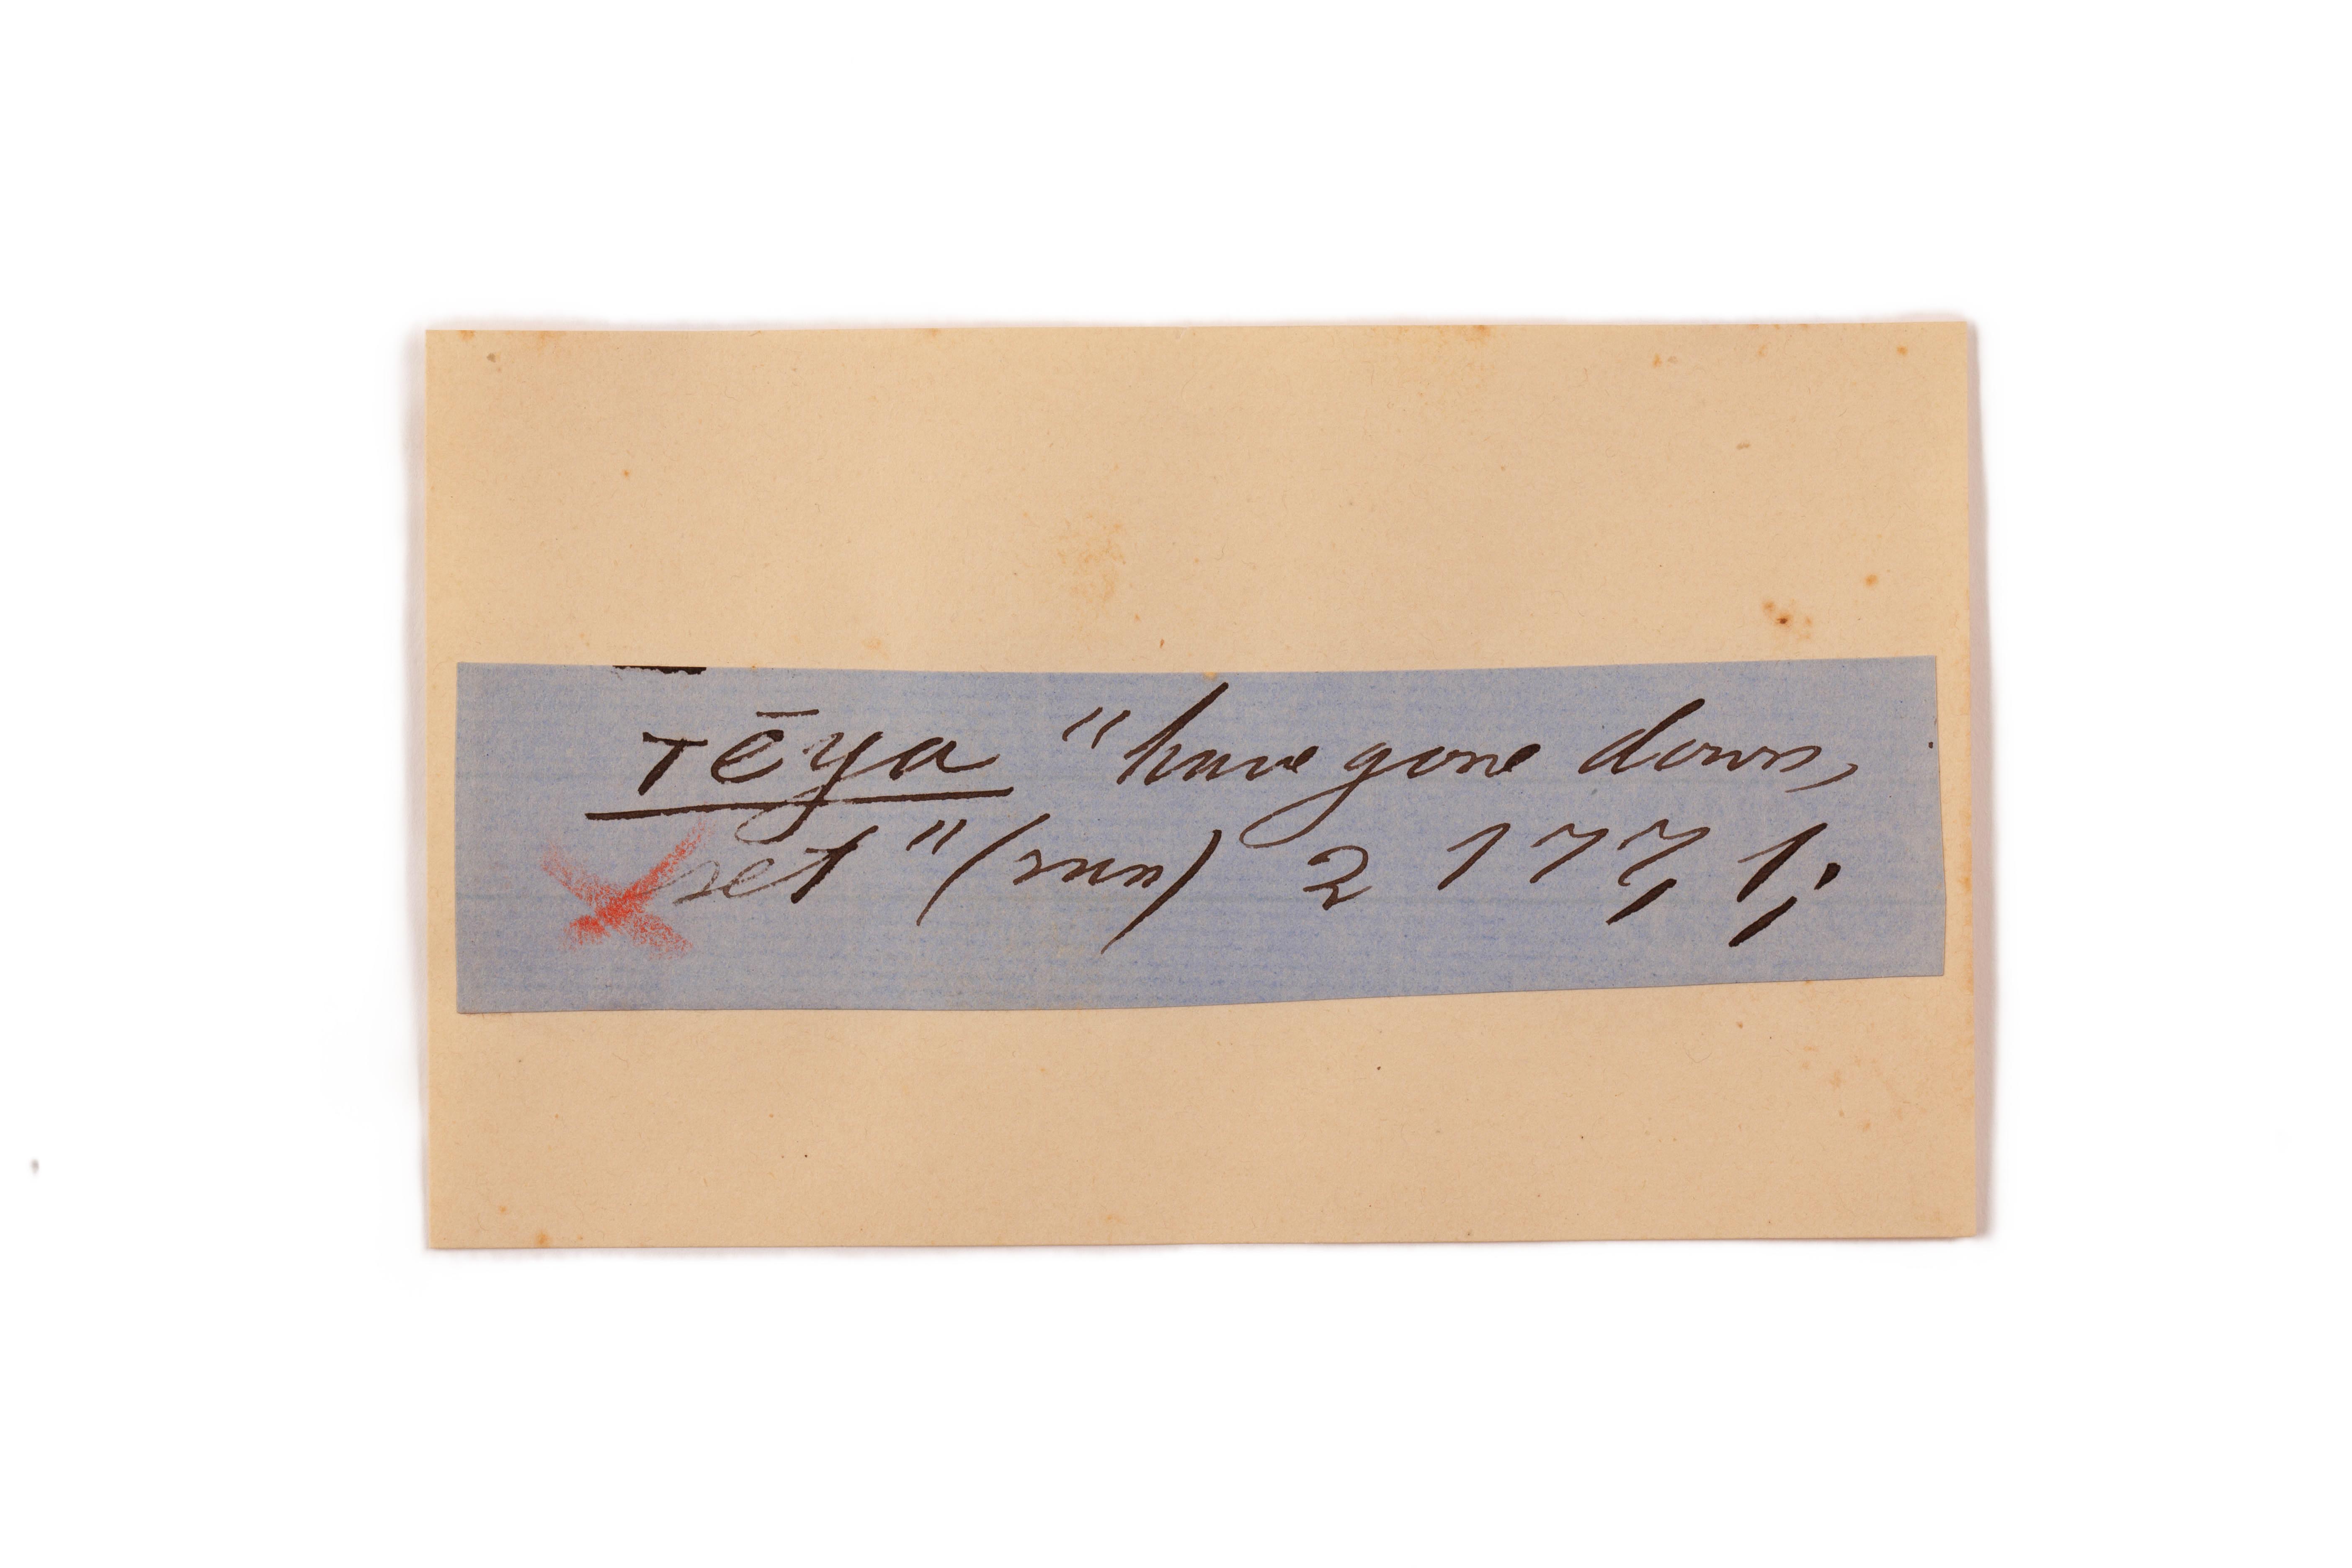 Tēya "have gone down,
set" (sun) 2 177, 1;